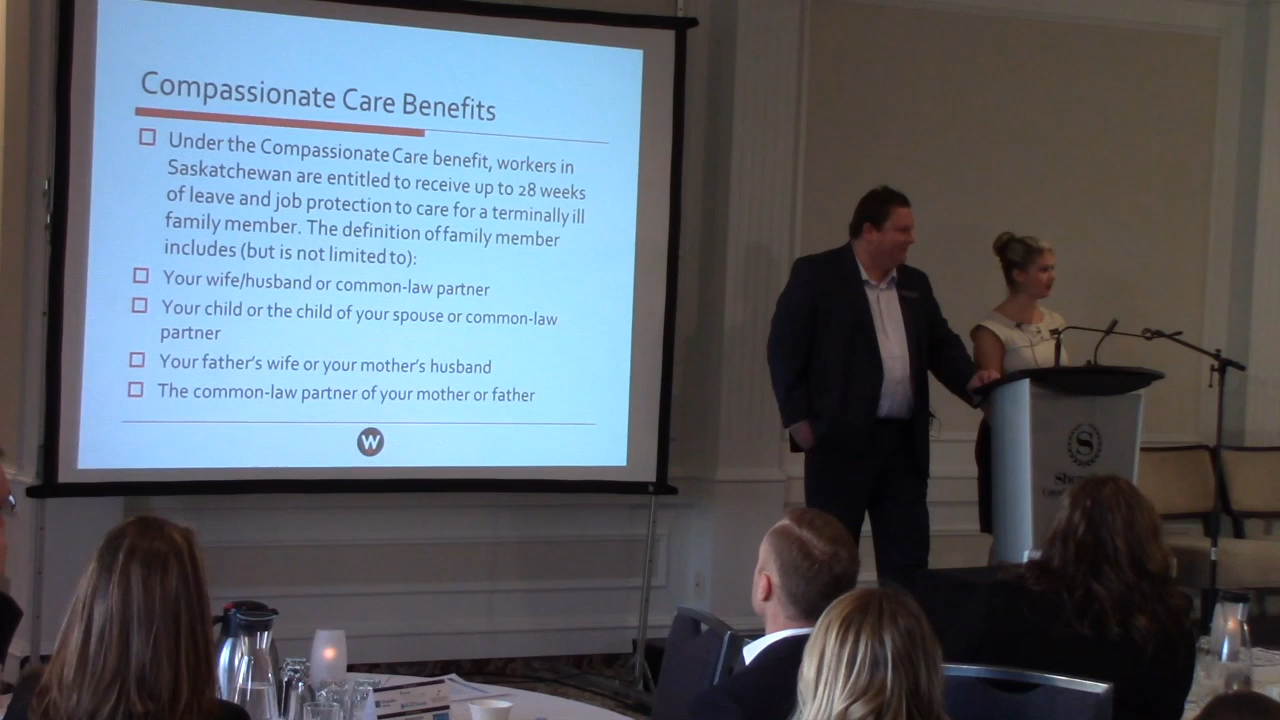 Compassionate Care Benefits
Under the Compassionate Care benefit, workers in
Saskatchewan are entitled to receive up to 28 weeks
of leave and job protection to care for a terminally ill
family member. The definition of family member
includes (but is not limited to):
Your wife/husband or common-law partner
Your child or the child of your spouse or common-law
partner
Your father's wife or your mother's husband
The common-law partner of your mother or father
W
S